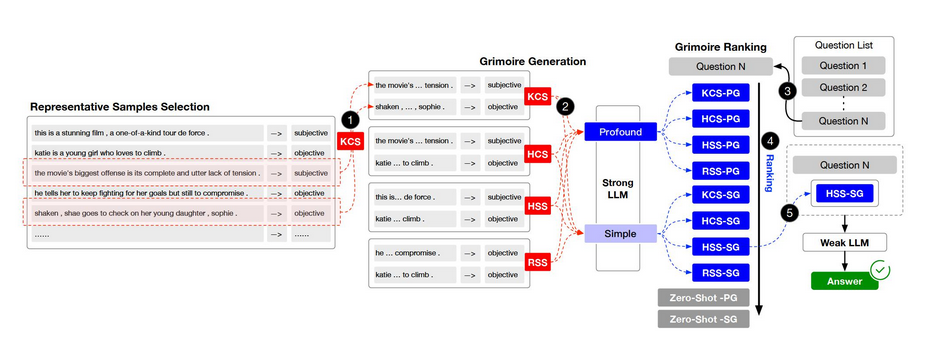 Representative Samples Selection
this is a stunning film , a one-of-a-kind tour de force .
—>
subjective
katie is a young girl who loves to climb .
—>
objective
the movie's biggest offense is its complete and utter lack of tension .
—>
subjective
he tells her to keep fighting for her goals but still to compromise .
—>
objective
shaken , shae goes to check on her young daughter , sophie .
—>
objective
......
—>
......
1
KCS
Grimoire Generation
the movie's ... tension .
—>
subjective
shaken , ... , sophie .
—>
objective
KCS
the movie's ... tension .
—>
subjective
katie ... to climb .
—>
objective
HCS
this is... de force .
—>
subjective
katie ... climb .
—>
objective
HSS
he ... compromise .
—>
objective
katie ... to climb .
—>
objective
RSS
2
Profound
Strong
LLM
Simple
Grimoire Ranking
Question N
KCS-PG
HCS-PG
HSS-PG
RSS-PG
KCS-SG
HCS-SG
HSS-SG
RSS-SG
Zero-Shot -PG
Zero-Shot -SG
3
4
Ranking
5
Question List
Question 1
Question 2
Question N
Question N
HSS-SG
Weak LLM
Answer